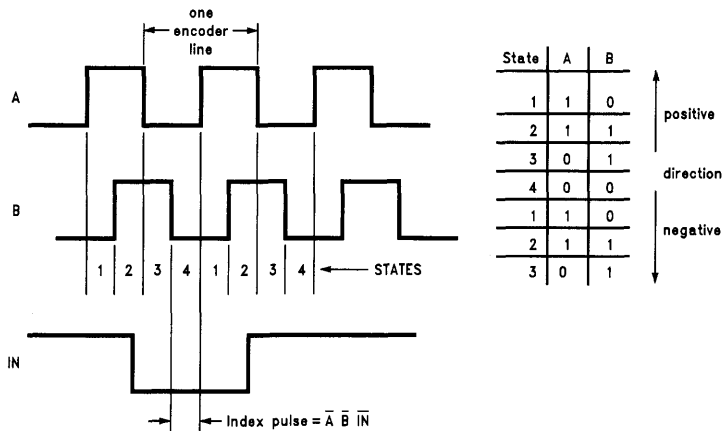 one
encoder
line
A
B
1 2 3 4 1 2 3 4 STATES
IN
Index pulse = A̅ B̅ I̅N̅
State A B
1 1 0
2 1 1
3 0 1
4 0 0
1 1 0
2 1 1
3 0 1
positive
direction
negative